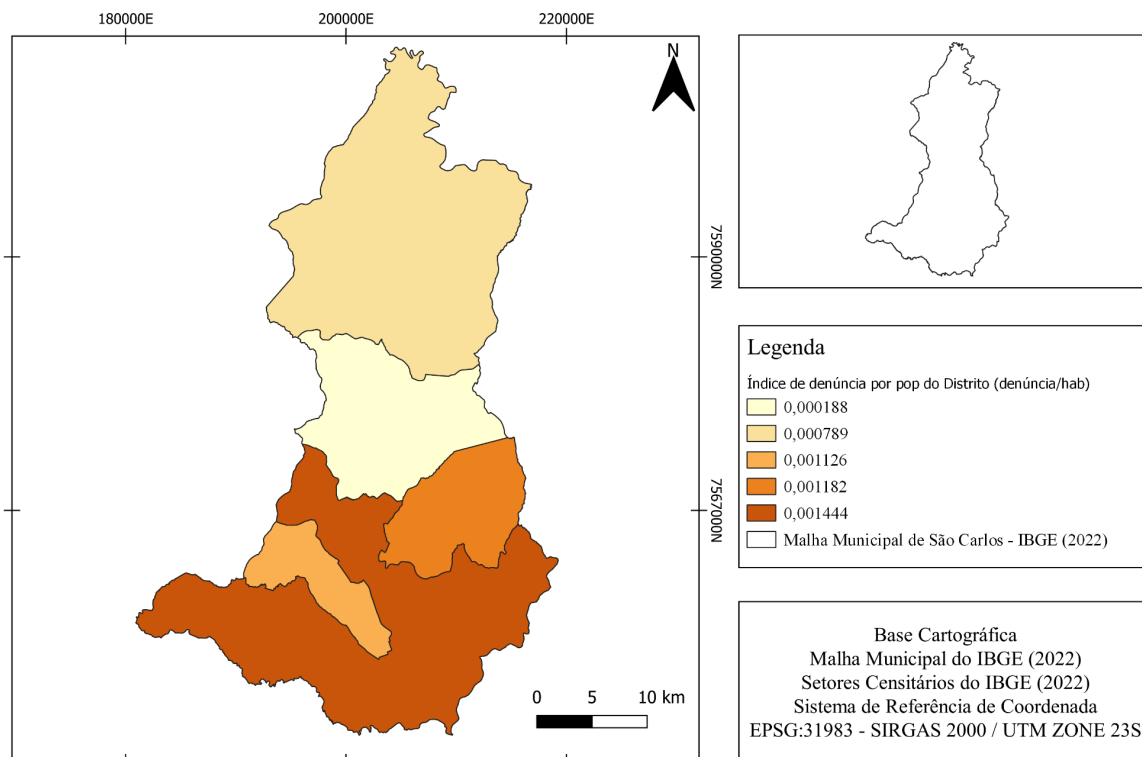 180000E
200000E
220000E
N
7590000N
7567000N
0 5 10 km
Legenda
Índice de denúncia por pop do Distrito (denúncia/hab)
0,000188
0,000789
0,001126
0,001182
0,001444
Malha Municipal de São Carlos - IBGE (2022)
Base Cartográfica
Malha Municipal do IBGE (2022)
Setores Censitários do IBGE (2022)
Sistema de Referência de Coordenada
EPSG:31983 - SIRGAS 2000 / UTM ZONE 23S